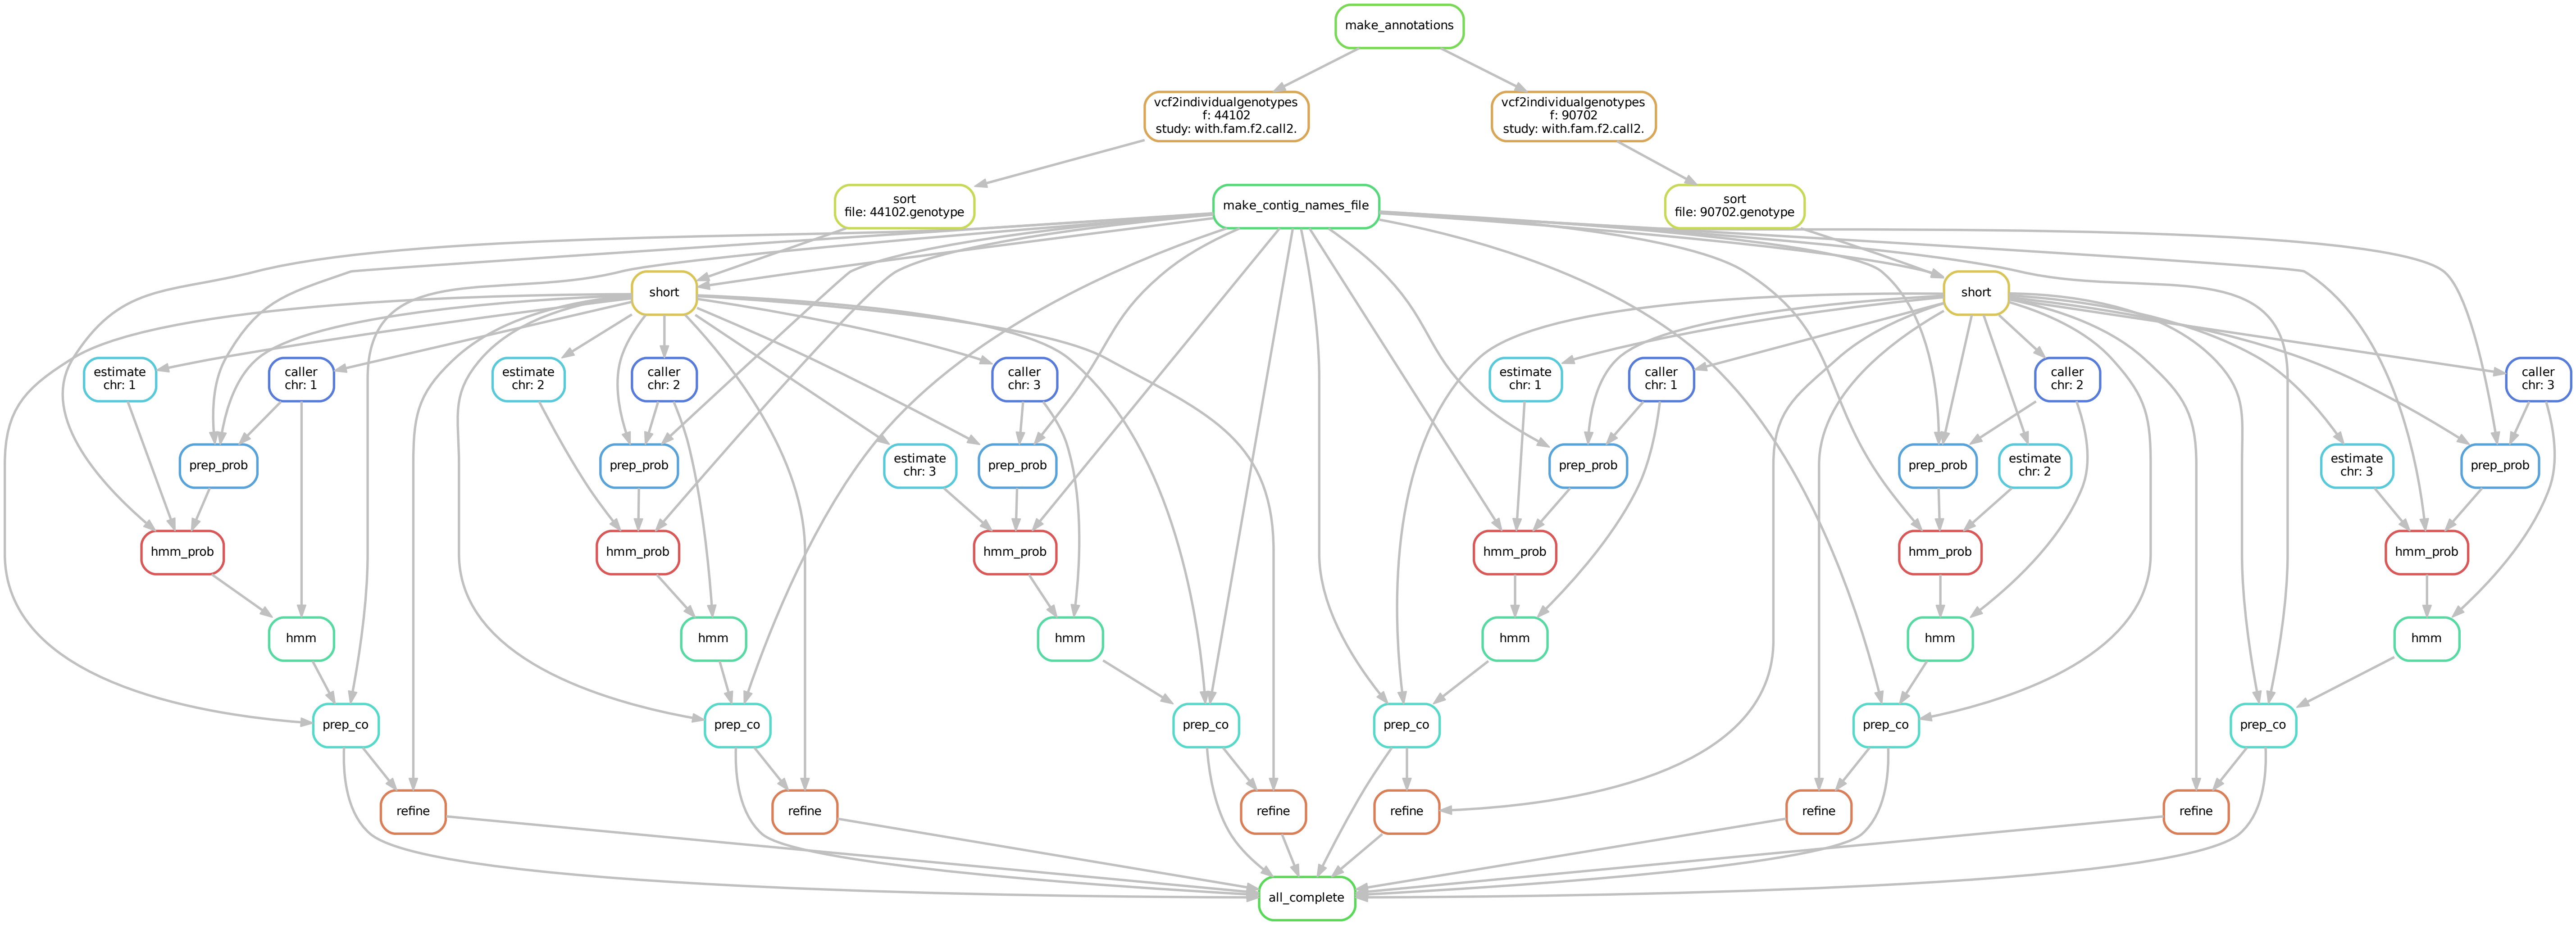 make_annotations
vcf2individualgenotypes
f: 44102
study: with.fam.f2.call2.
vcf2individualgenotypes
f: 90702
study: with.fam.f2.call2.
sort
file: 44102.genotype
make_contig_names_file
sort
file: 90702.genotype
short
short
estimate
chr: 1
caller
chr: 1
estimate
chr: 2
caller
chr: 2
caller
chr: 3
estimate
chr: 1
caller
chr: 1
caller
chr: 2
caller
chr: 3
prep_prob
prep_prob
estimate
chr: 3
prep_prob
prep_prob
prep_prob
estimate
chr: 2
estimate
chr: 3
prep_prob
hmm_prob
hmm_prob
hmm_prob
hmm_prob
hmm_prob
hmm_prob
hmm
hmm
hmm
hmm
hmm
hmm
prep_co
prep_co
prep_co
prep_co
prep_co
prep_co
refine
refine
refine
refine
refine
refine
all_complete